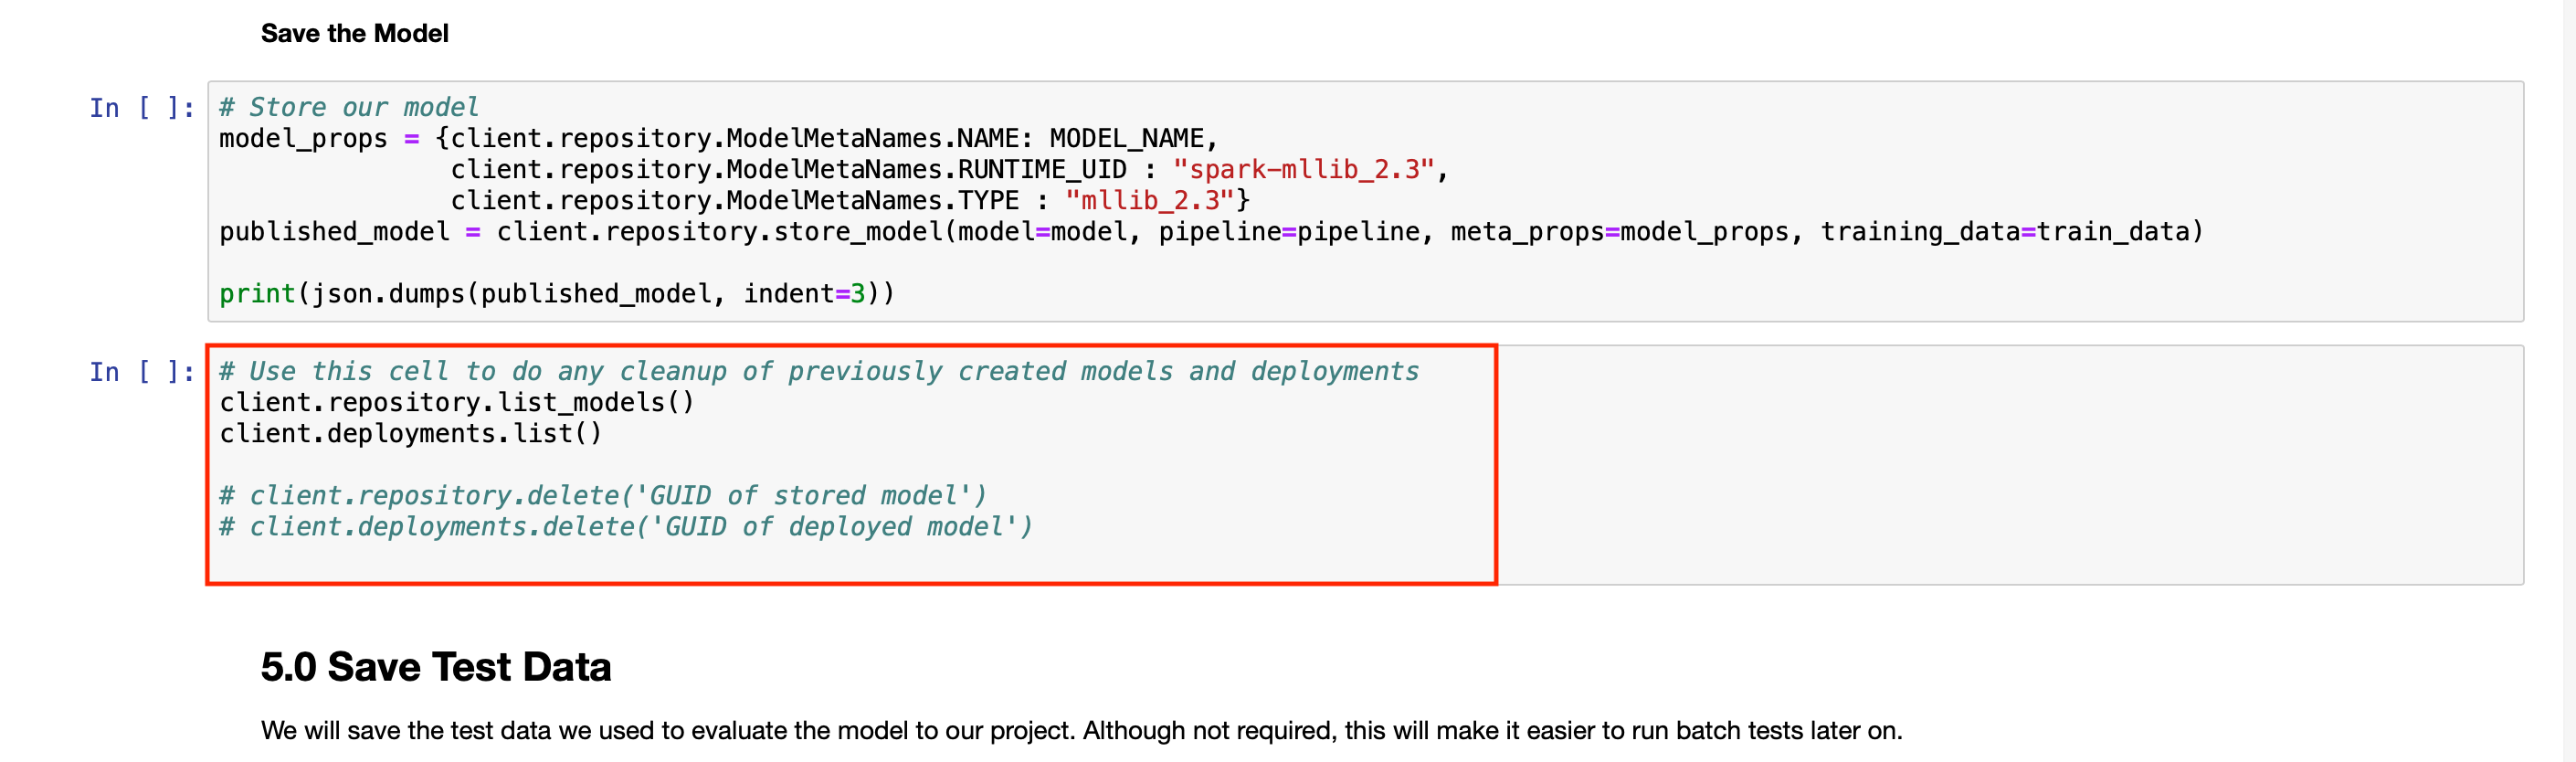 Save the Model
In [ ]:
# Store our model
model_props = {client.repository.ModelMetaNames.NAME: MODEL_NAME,
               client.repository.ModelMetaNames.RUNTIME_UID : "spark-mllib_2.3",
               client.repository.ModelMetaNames.TYPE : "mllib_2.3"}
published_model = client.repository.store_model(model=model, pipeline=pipeline, meta_props=model_props, training_data=train_data)

print(json.dumps(published_model, indent=3))
In [ ]:
# Use this cell to do any cleanup of previously created models and deployments
client.repository.list_models()
client.deployments.list()

# client.repository.delete('GUID of stored model')
# client.deployments.delete('GUID of deployed model')
5.0 Save Test Data
We will save the test data we used to evaluate the model to our project. Although not required, this will make it easier to run batch tests later on.